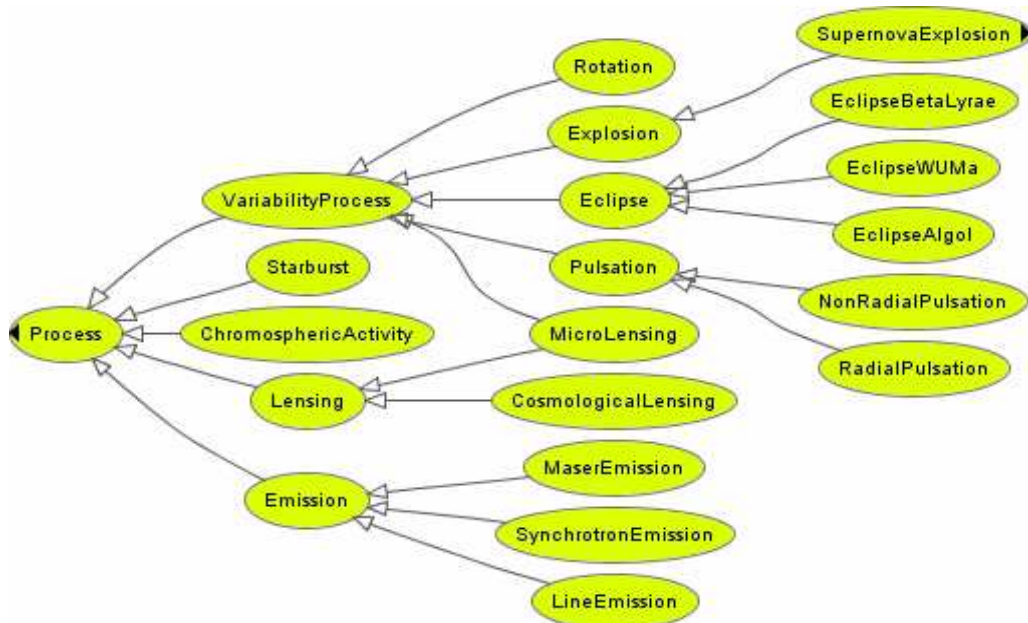 SupernovaExplosion
Rotation
EclipseBetaLyrae
Explosion
EclipseWUMa
VariabilityProcess
Eclipse
EclipseAlgol
Starburst
Pulsation
NonRadialPulsation
Process
ChromosphericActivity
MicroLensing
RadialPulsation
Lensing
CosmologicalLensing
MaserEmission
Emission
SynchrotronEmission
LineEmission